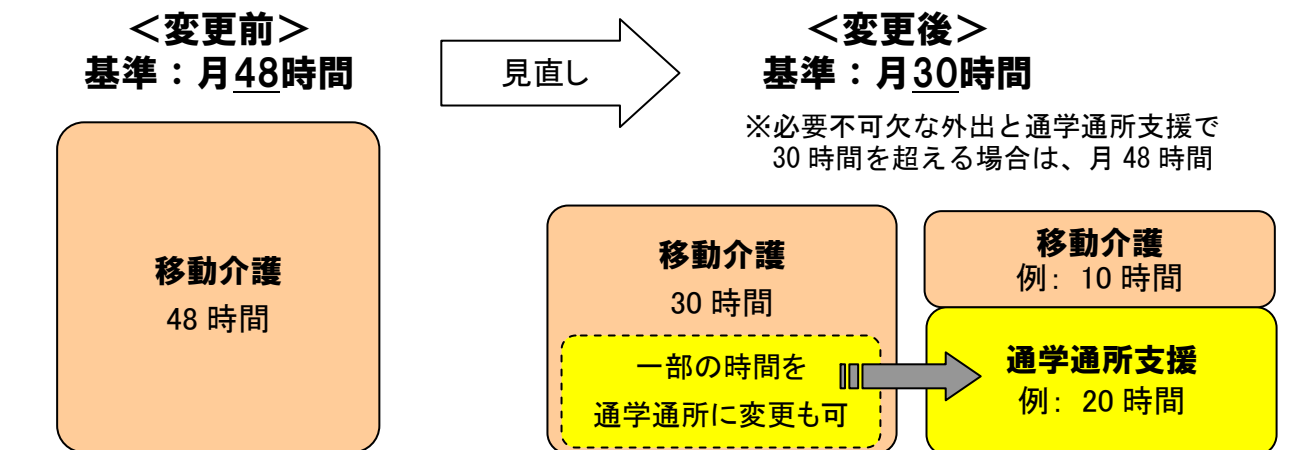 ＜変更前＞
基準：月48時間
見直し
＜変更後＞
基準：月30時間
※必要不可欠な外出と通学通所支援で
30 時間を超える場合は、月 48 時間
移動介護
48 時間
移動介護
30 時間
一部の時間を
通学通所に変更も可
移動介護
例： 10 時間
通学通所支援
例： 20 時間